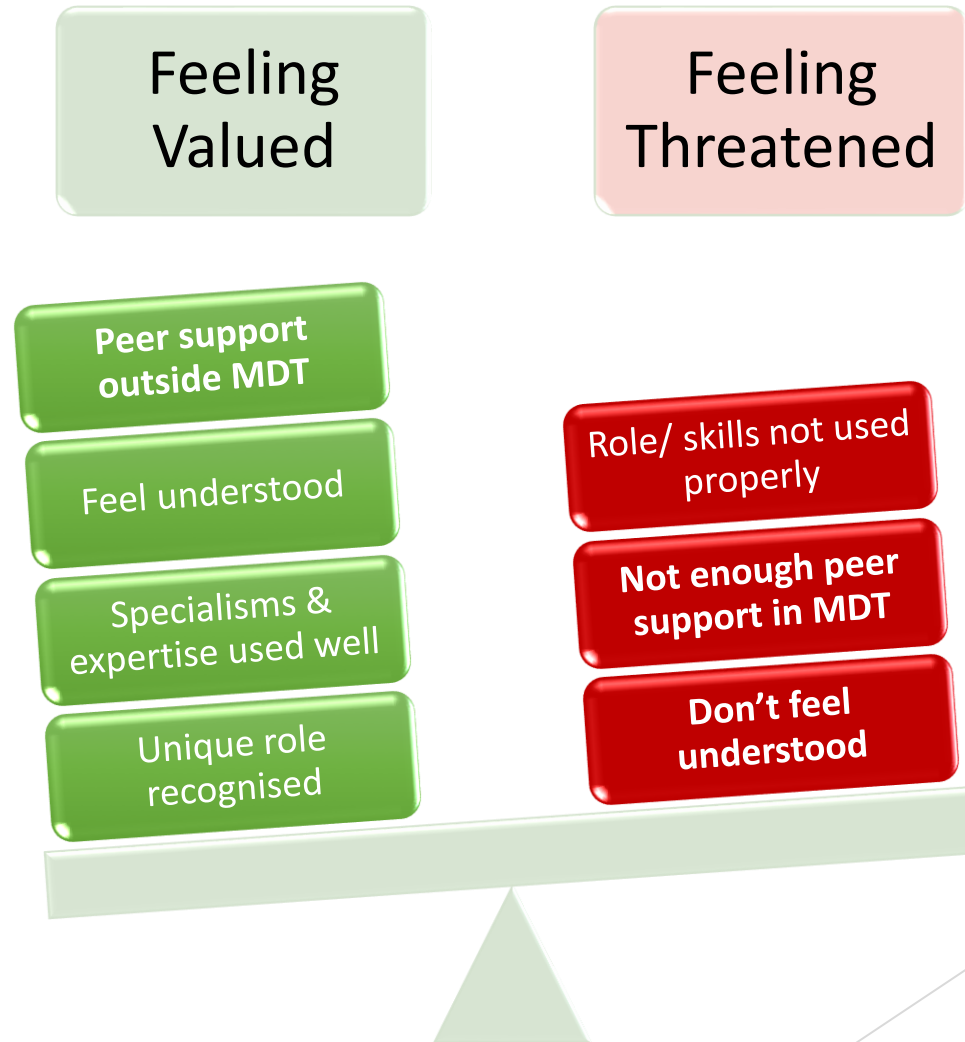 Feeling
Valued
Feeling
Threatened
Peer support
outside MDT
Feel understood
Specialisms &
expertise used well
Unique role
recognised
Role/ skills not used
properly
Not enough peer
support in MDT
Don’t feel
understood